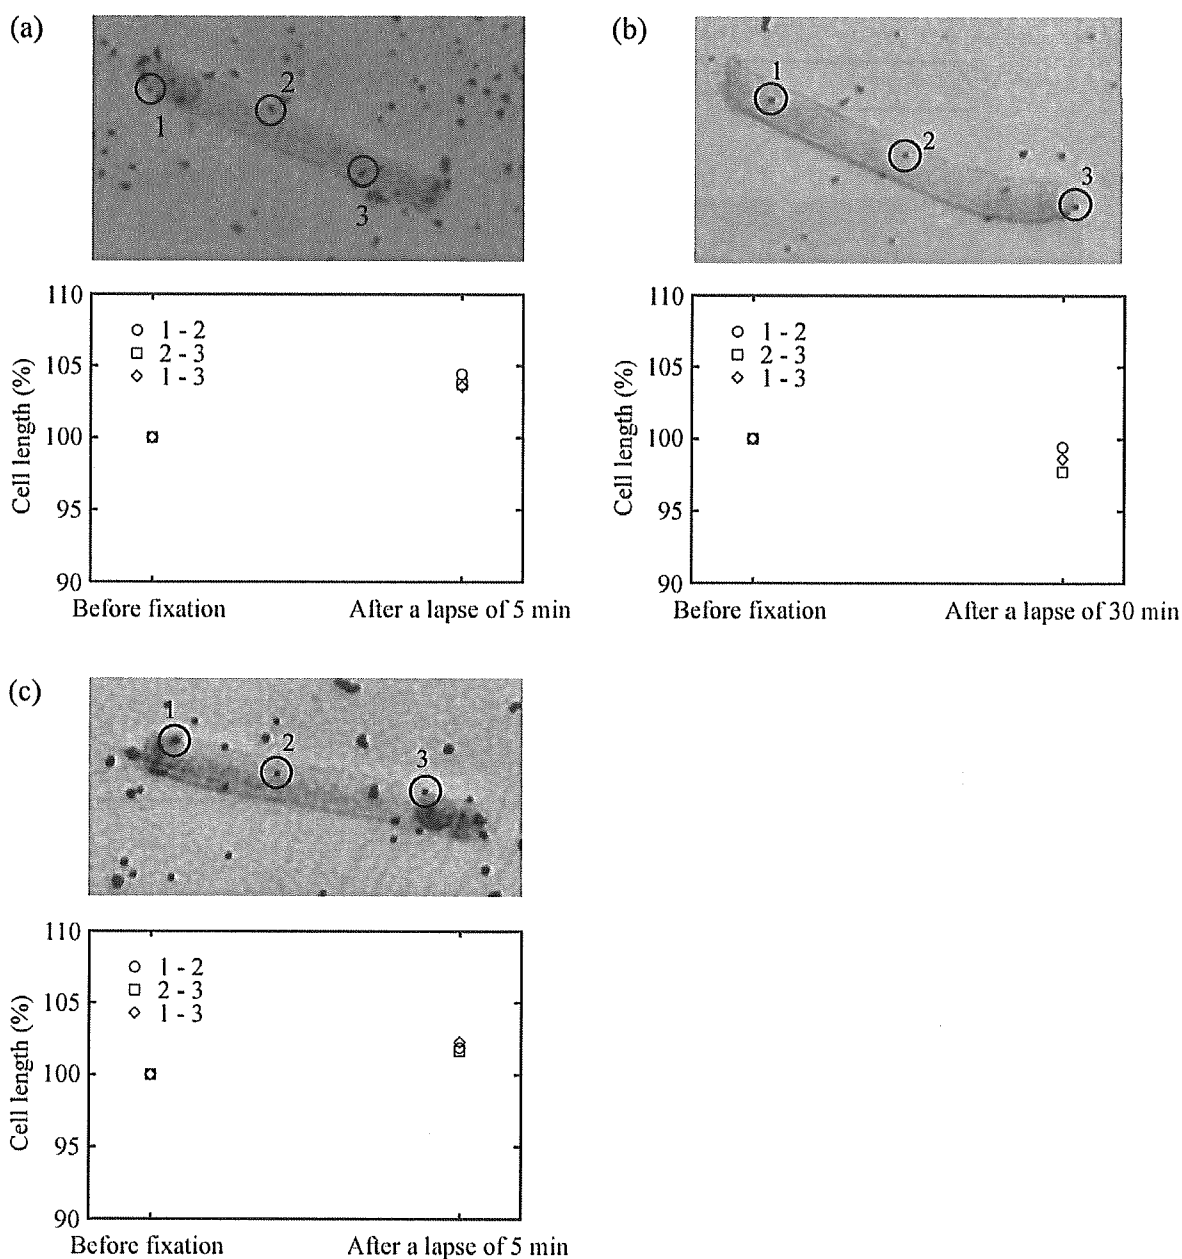 (a)
1
2
3
110
105
100
95
90
Cell length (%)
1 - 2
2 - 3
1 - 3
Before fixation
After a lapse of 5 min
(b)
1
2
3
110
105
100
95
90
Cell length (%)
1 - 2
2 - 3
1 - 3
Before fixation
After a lapse of 30 min
(c)
1
2
3
110
105
100
95
90
Cell length (%)
1 - 2
2 - 3
1 - 3
Before fixation
After a lapse of 5 min